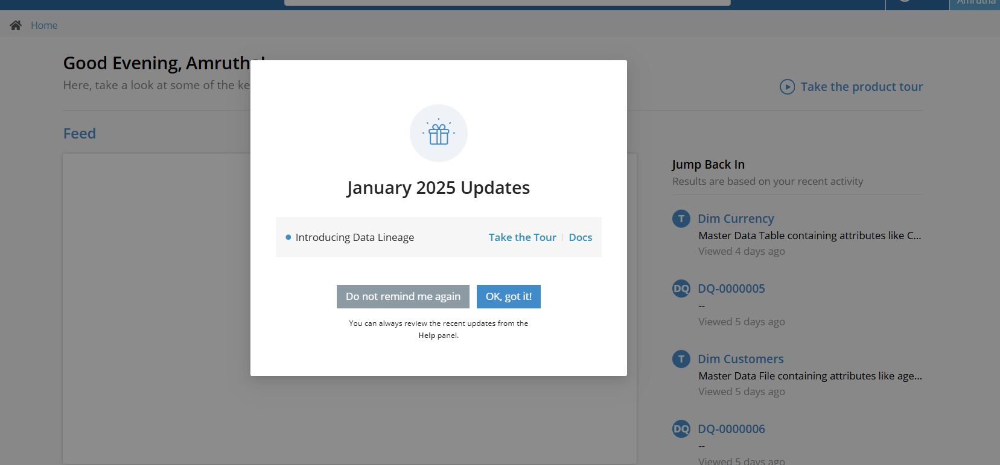 Amrutha
Home
Good Evening, Amrutha!
Here, take a look at some of the ke
Take the product tour
Feed
January 2025 Updates
Introducing Data Lineage
Take the Tour
Docs
Do not remind me again
OK, got it!
You can always review the recent updates from the
Help panel.
Jump Back In
Results are based on your recent activity
T Dim Currency
Master Data Table containing attributes like C...
Viewed 4 days ago
DQ DQ-0000005
--
Viewed 5 days ago
T Dim Customers
Master Data File containing attributes like age...
Viewed 5 days ago
DQ DQ-0000006
--
Viewed 5 days ago